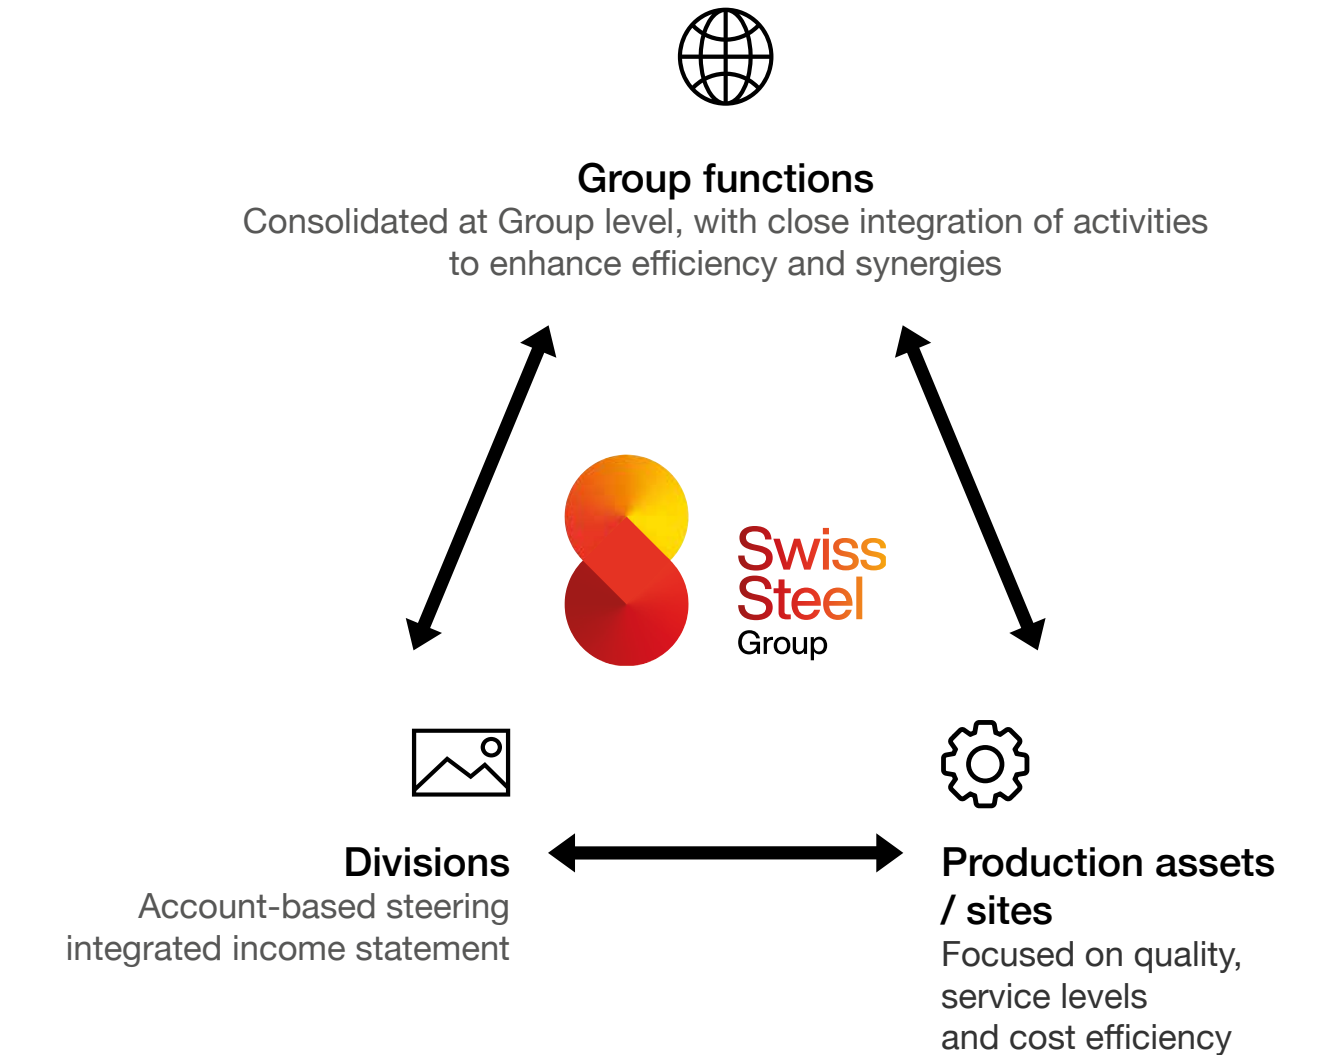 Group functions
Consolidated at Group level, with close integration of activities
to enhance efficiency and synergies
Swiss
Steel
Group
Divisions
Account-based steering
integrated income statement
Production assets
/ sites
Focused on quality,
service levels
and cost efficiency